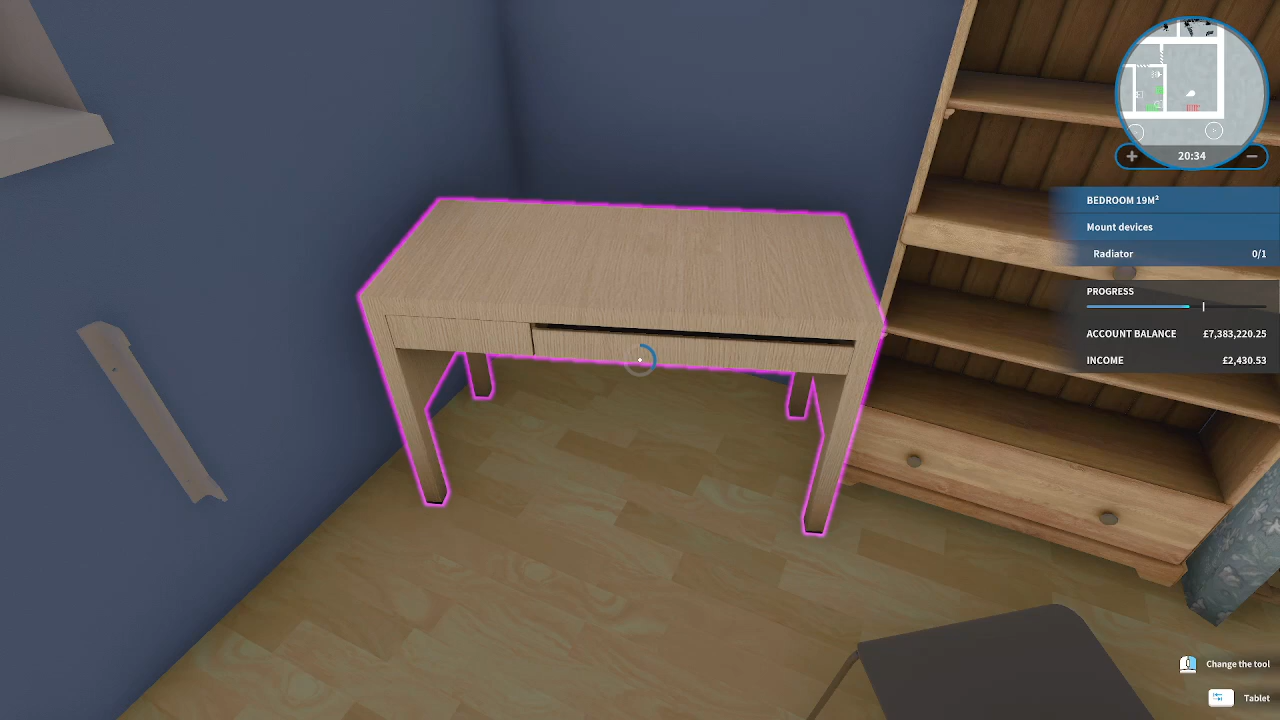 20:34
BEDROOM 19M²
Mount devices
Radiator 0/1
PROGRESS
ACCOUNT BALANCE £7,383,220.25
INCOME £2,430.53
Change the tool
Tablet